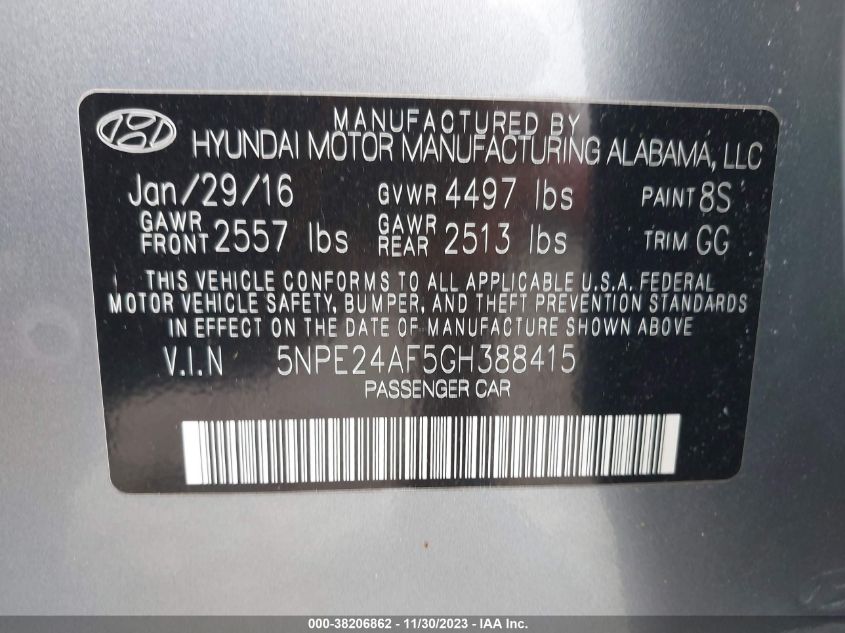 MANUFACTURED BY
HYUNDAI MOTOR MANUFACTURING ALABAMA, LLC
Jan/29/16 GVWR 4497 lbs PAINT 8S
GAWR FRONT 2557 lbs GAWR REAR 2513 lbs TRIM GG
THIS VEHICLE CONFORMS TO ALL APPLICABLE U.S.A. FEDERAL
MOTOR VEHICLE SAFETY, BUMPER, AND THEFT PREVENTION STANDARDS
IN EFFECT ON THE DATE OF MANUFACTURE SHOWN ABOVE.
V.I.N 5NPE24AF5GH388415
PASSENGER CAR
000-38206862 - 11/30/2023 - IAAI.COM